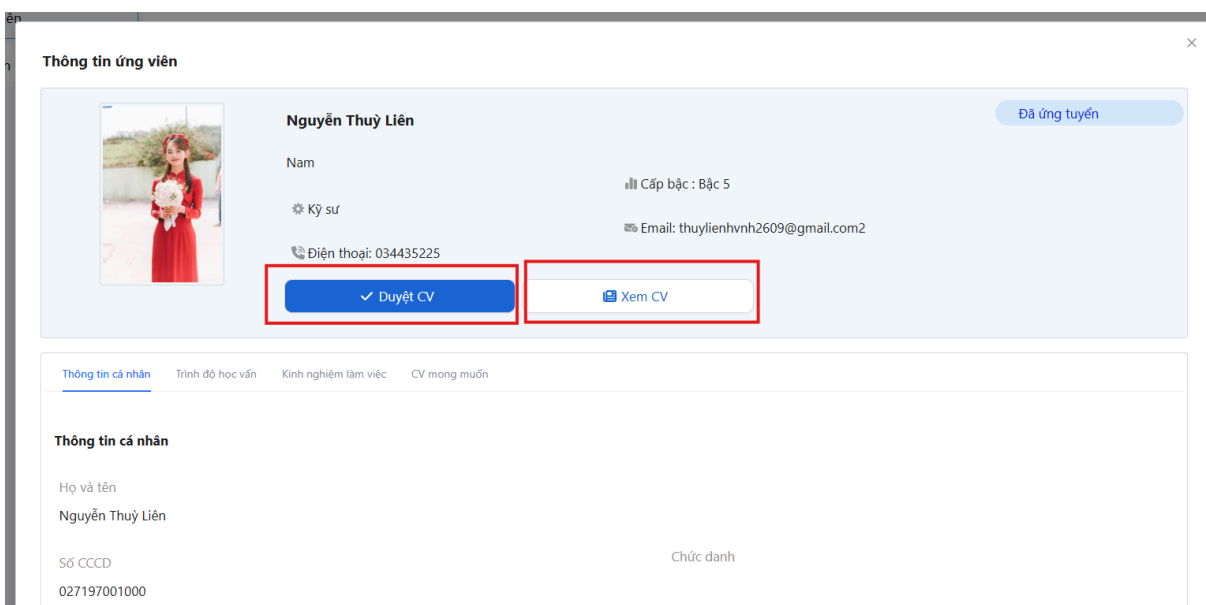 ên
Thông tin ứng viên
Nguyễn Thuỳ Liên
Đã ứng tuyển
Nam
Cấp bậc : Bậc 5
Kỹ sư
Email: thuylienhvnh2609@gmail.com2
Điện thoại: 034435225
Duyệt CV
Xem CV
Thông tin cá nhân Trình độ học vấn Kinh nghiệm làm việc CV mong muốn
Thông tin cá nhân
Họ và tên
Nguyễn Thuỳ Liên
Số CCCD
Chức danh
027197001000